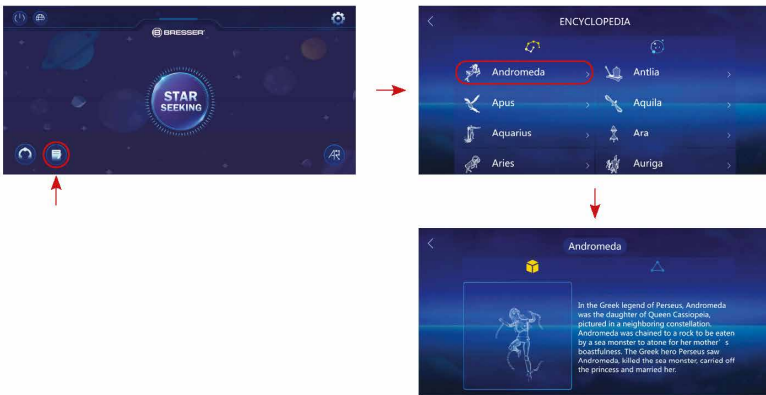 BRESSER
STAR
SEEKING
AR
ENCYCLOPEDIA
Andromeda
Antlia
Apus
Aquila
Aquarius
Ara
Aries
Auriga
Andromeda
In the Greek legend of Perseus, Andromeda
was the daughter of Queen Cassiopeia,
pictured in a neighboring constellation.
Andromeda was chained to a rock to be eaten
by a sea monster to atone for her mother’ s
boastfulness. The Greek hero Perseus saw
Andromeda, killed the sea monster, carried off
the princess and married her.